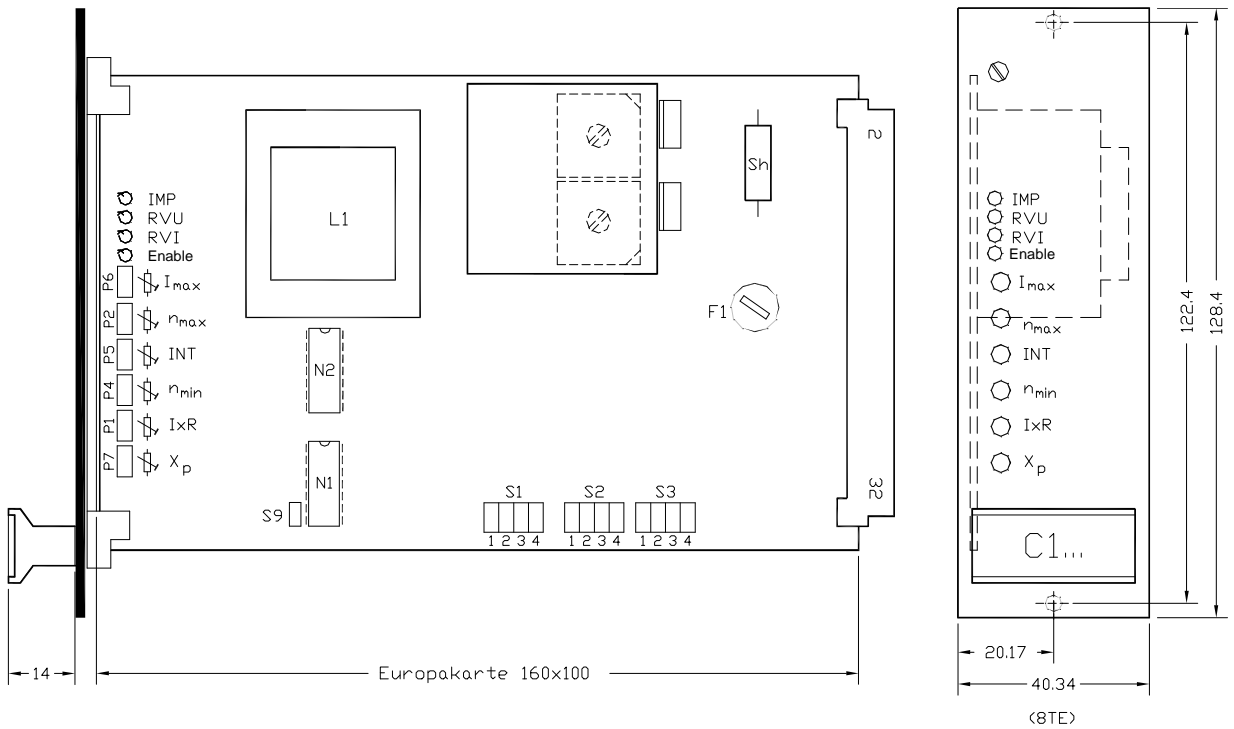 2
Sh
L1
IMP
RVU
RVI
Enable
P6 Imax
P2 nmax
P5 INT
P4 nmin
P1 IxR
P7 Xp
F1
N2
N1
S9
S1 S2 S3
1 2 3 4 1 2 3 4 1 2 3 4
32
14
Europakarte 160x100
IMP
RVU
RVI
Enable
Imax
nmax
INT
nmin
IxR
Xp
C1...
122.4
128.4
20.17
40.34
(8TE)